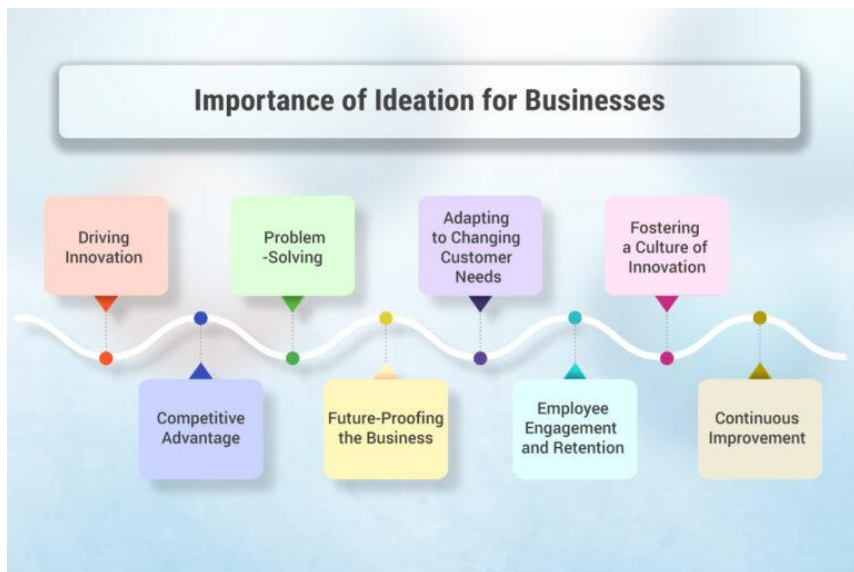 Importance of Ideation for Businesses
Driving
Innovation
Competitive
Advantage
Problem
-Solving
Future-Proofing
the Business
Adapting
to Changing
Customer
Needs
Employee
Engagement
and Retention
Fostering
a Culture of
Innovation
Continuous
Improvement